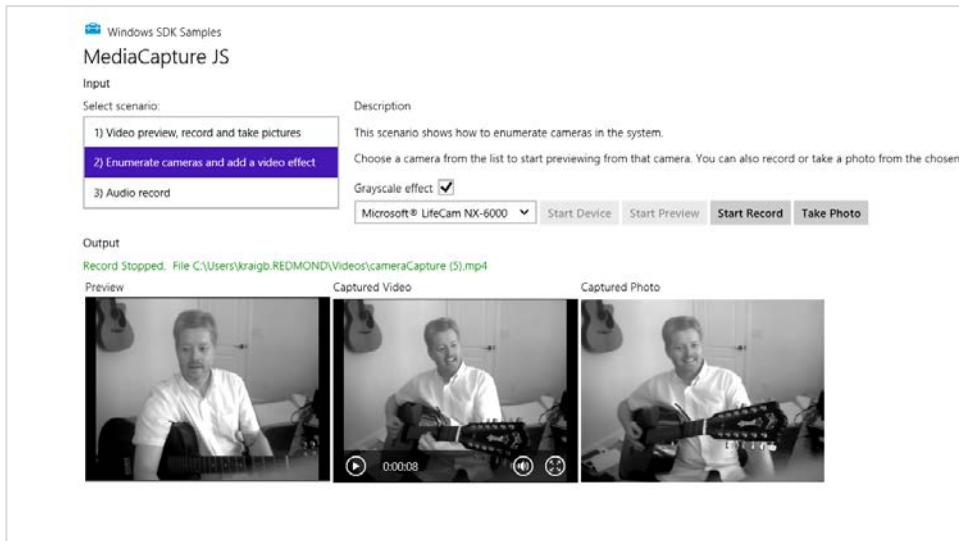 Windows SDK Samples
MediaCapture JS
Input
Select scenario:
1) Video preview, record and take pictures
2) Enumerate cameras and add a video effect
3) Audio record
Description
This scenario shows how to enumerate cameras in the system.
Choose a camera from the list to start previewing from that camera. You can also record or take a photo from the chosen
Grayscale effect
Microsoft® LifeCam NX-6000
Start Device
Start Preview
Start Record
Take Photo
Output
Record Stopped. File C:\Users\kraigb.REDMOND\Videos\cameraCapture (5).mp4
Preview
Captured Video
Captured Photo
0:00:08